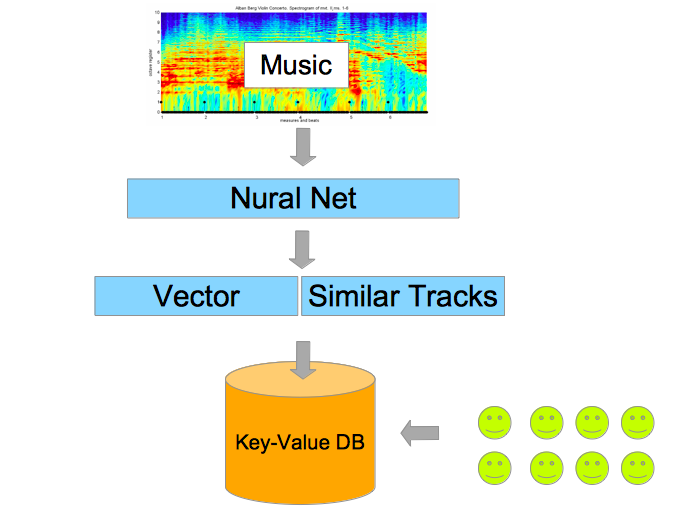 Alban Berg Violin Concerto, Spectrogram of mvt. II, ms. 1-6
octave register
10
9
8
7
6
5
4
3
2
1
0
Music
1 2 3 4 5 6
measures and beats
Nural Net
Vector
Similar Tracks
Key-Value DB